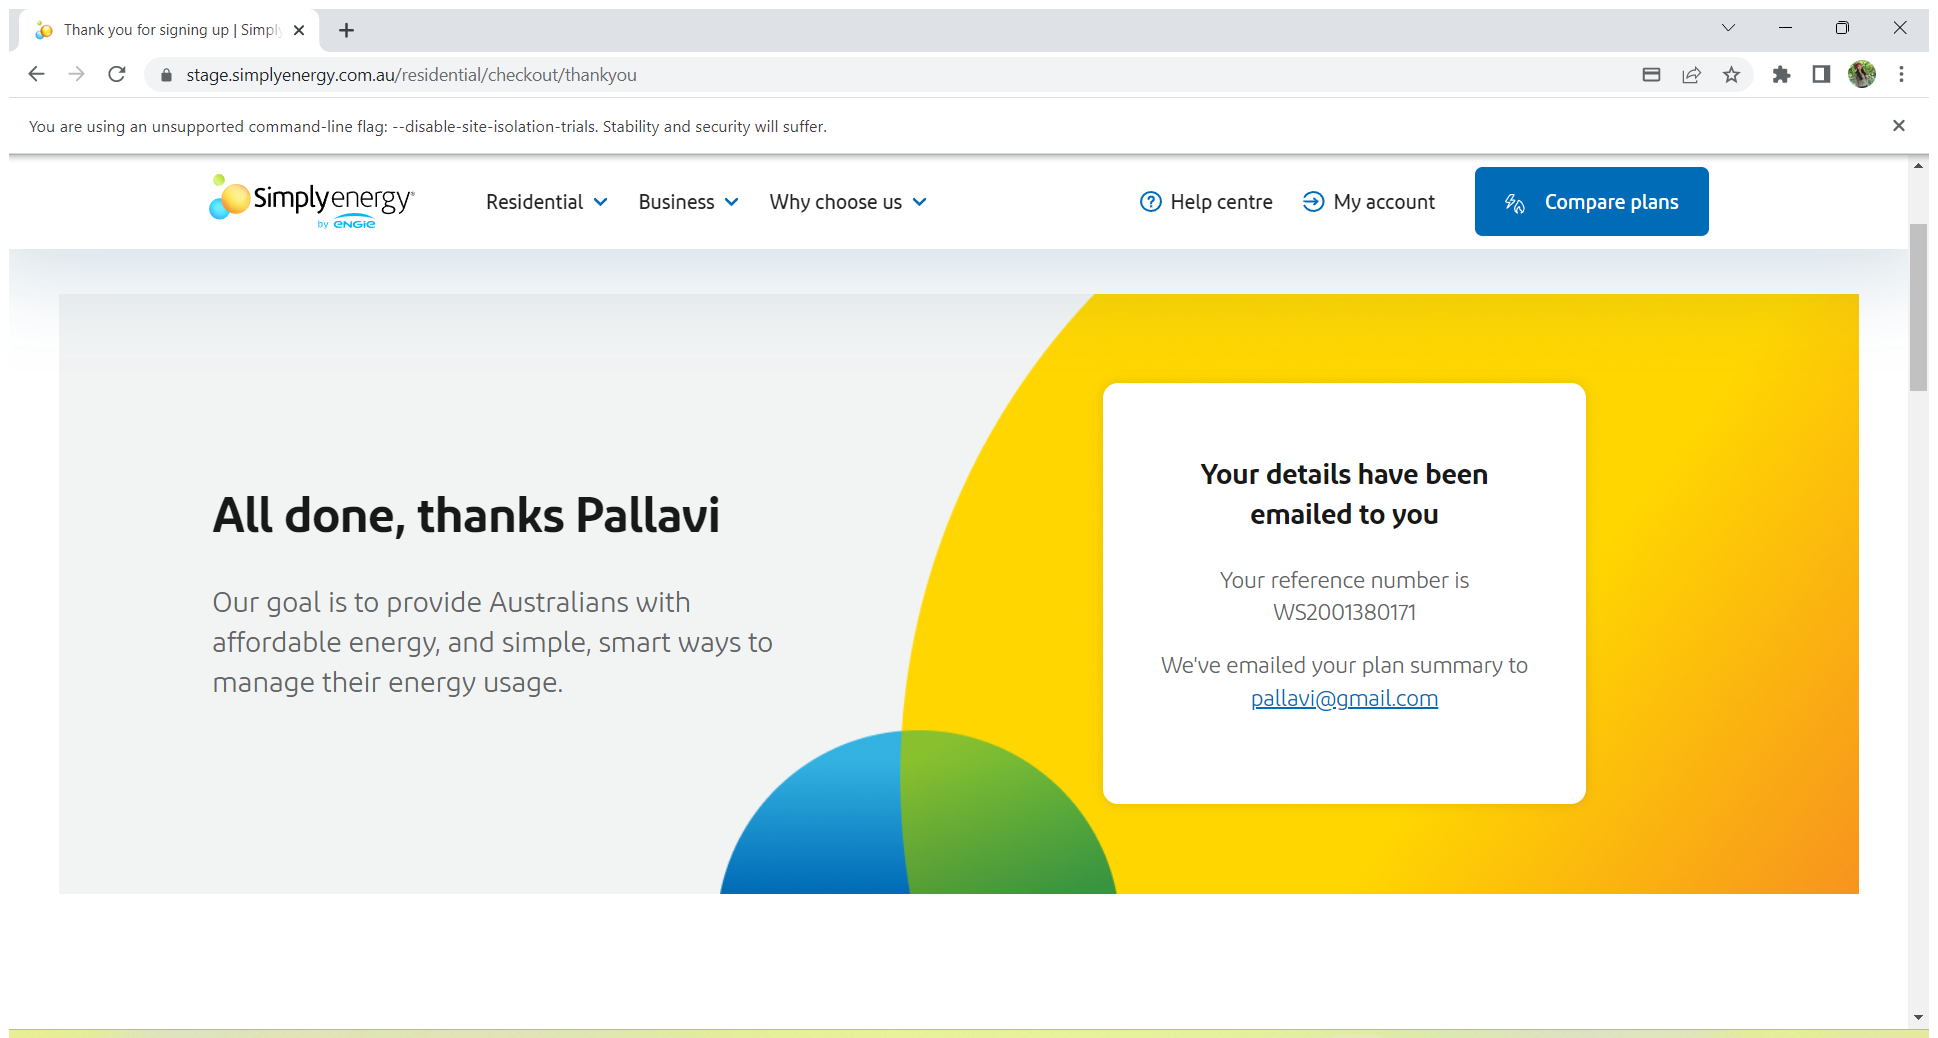 Thank you for signing up | Simpl
stage.simplyenergy.com.au/residential/checkout/thankyou
You are using an unsupported command-line flag: --disable-site-isolation-trials. Stability and security will suffer.
Simplyenergy
by ENGIE
Residential Business Why choose us Help centre My account Compare plans
All done, thanks Pallavi
Our goal is to provide Australians with
affordable energy, and simple, smart ways to
manage their energy usage.
Your details have been
emailed to you
Your reference number is
WS2001380171
We've emailed your plan summary to
pallavi@gmail.com